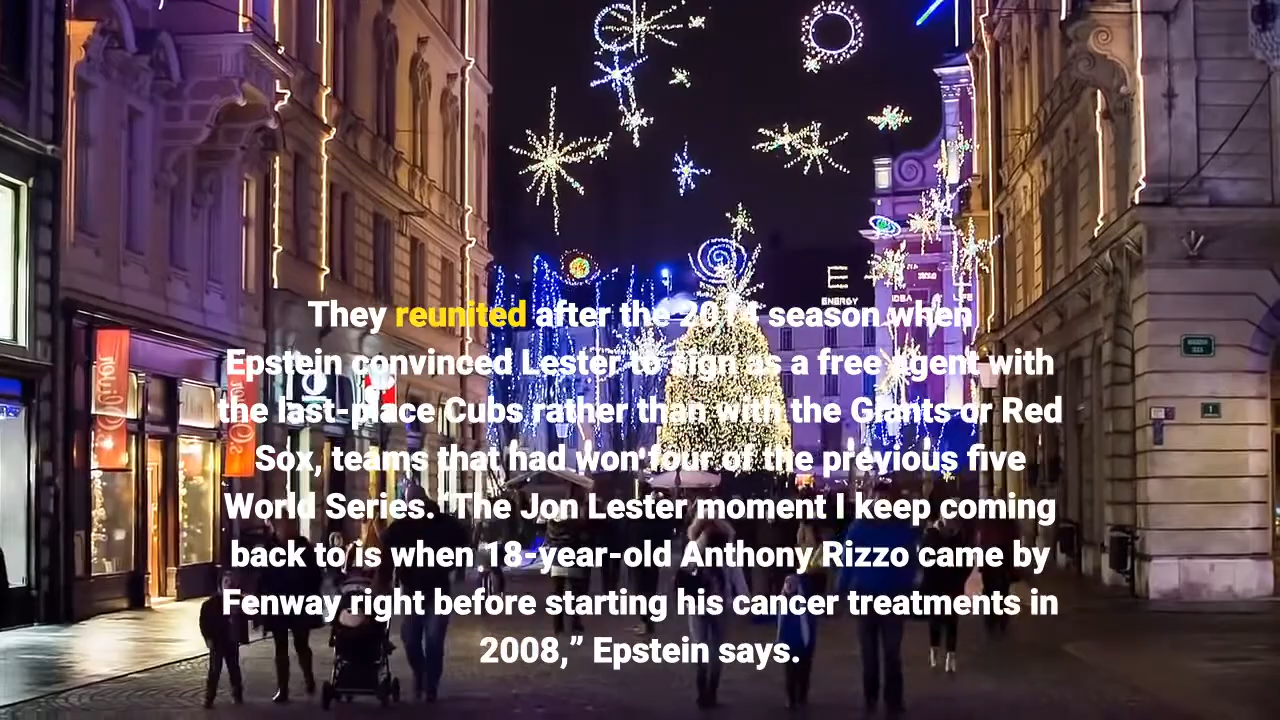 ENERGY
They reunited after the 2014 season when
Epstein convinced Lester to sign as a free agent with
the last-place Cubs rather than with the Giants or Red
Sox, teams that had won four of the previous five
World Series. “The Jon Lester moment I keep coming
back to is when 18-year-old Anthony Rizzo came by
Fenway right before starting his cancer treatments in
2008,” Epstein says.